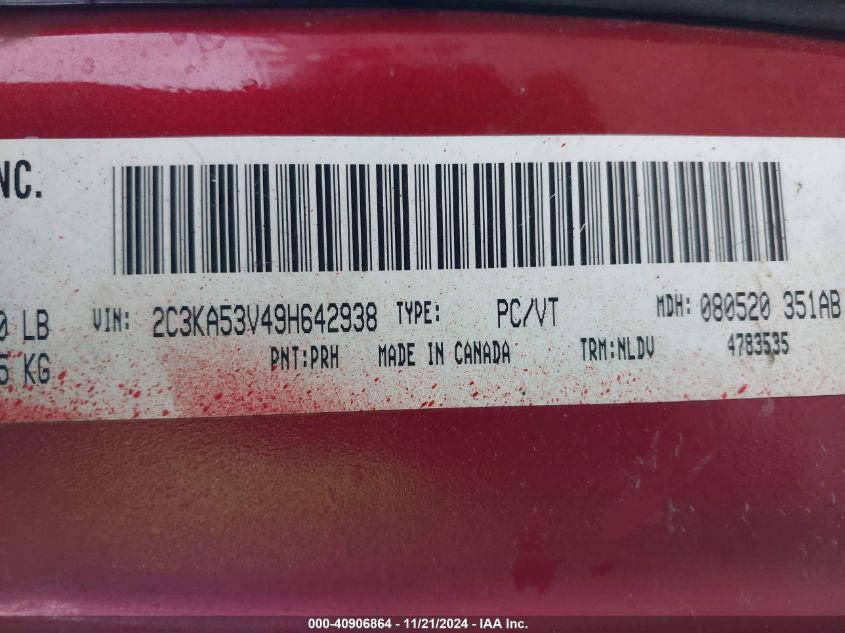 NC.
0 LB VIN: 2C3KA53V49H642938 TYPE: PC/VT MDH: 080520 351AB
5 KG PNT:PRH MADE IN CANADA TRM:NLDV 4783535
000-40906864 - 11/21/2024 - IAA Inc.